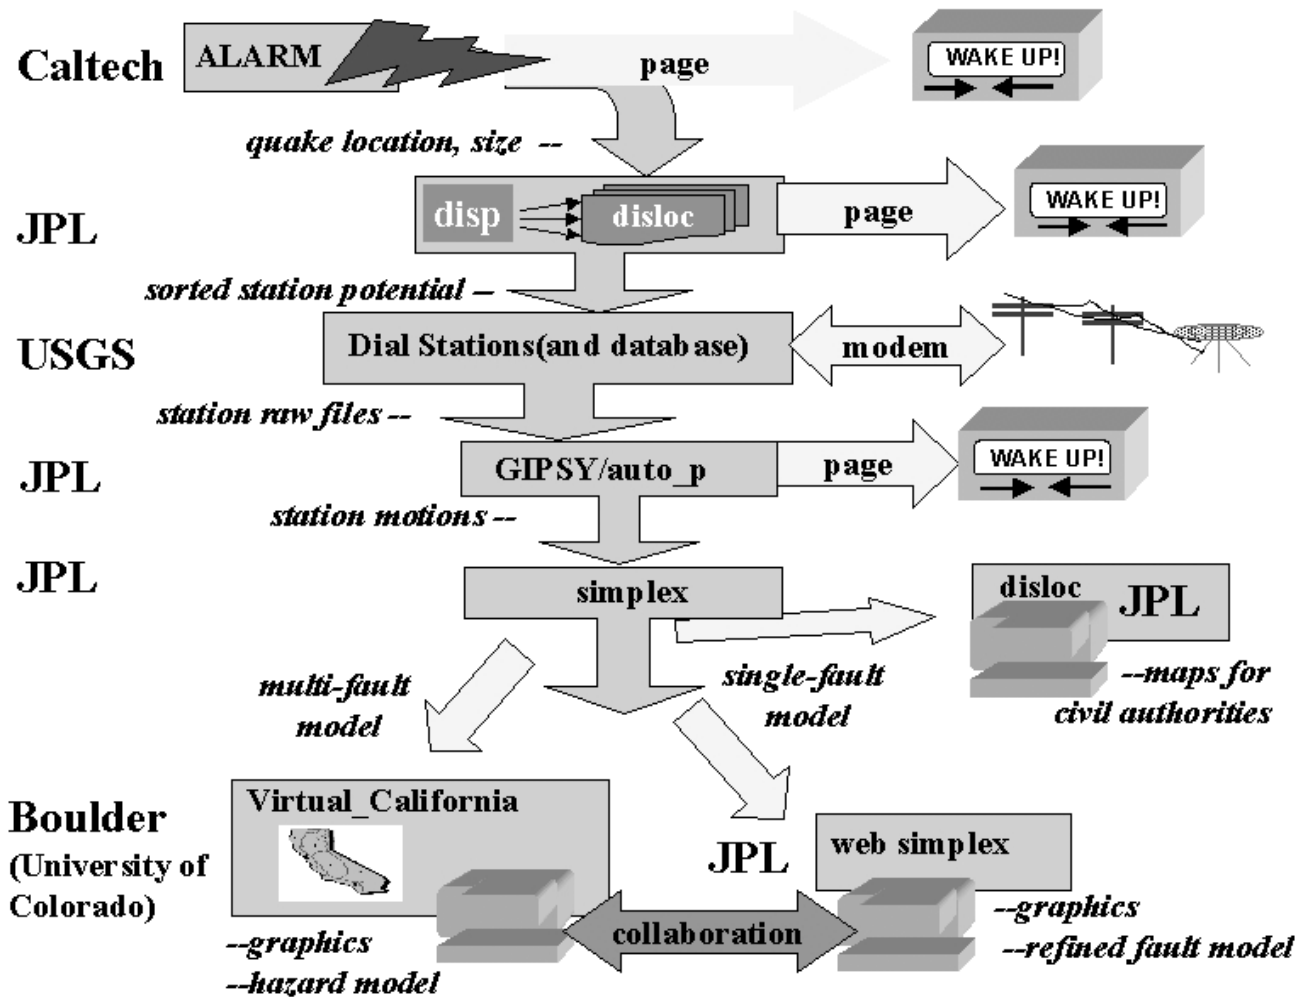 Caltech
ALARM
page
WAKE UP!
quake location, size --
JPL
disp
disloc
page
WAKE UP!
sorted station potential --
USGS
Dial Stations(and database)
modem
station raw files --
JPL
GIPSY/auto_p
page
WAKE UP!
station motions --
JPL
simplex
disloc
JPL
--maps for
civil authorities
multi-fault
model
single-fault
model
Boulder
(University of
Colorado)
Virtual_California
--graphics
--hazard model
collaboration
JPL
web simplex
--graphics
--refined fault model